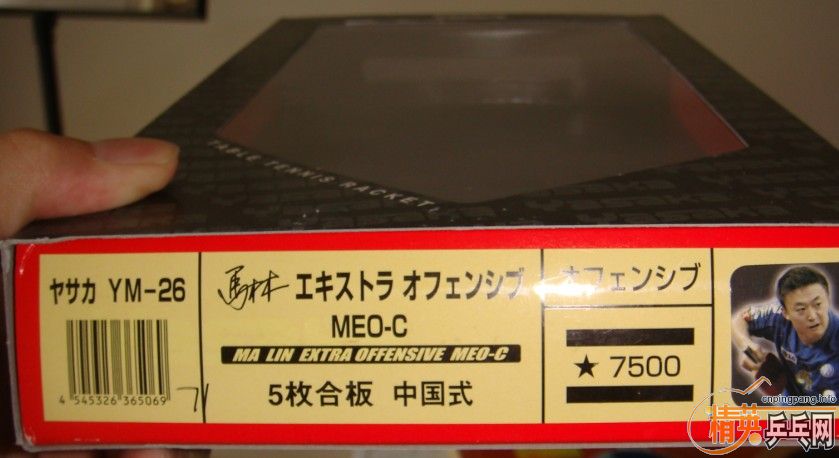 TABLE TENNIS RACKET
ヤサカ YM-26
4 545326 365069
馬林 エキストラ オフェンシブ
MEO-C
MA LIN EXTRA OFFENSIVE MEO-C
5枚合板 中国式
オフェンシブ
★ 7500
cnpingpang.info
精英乒乓网